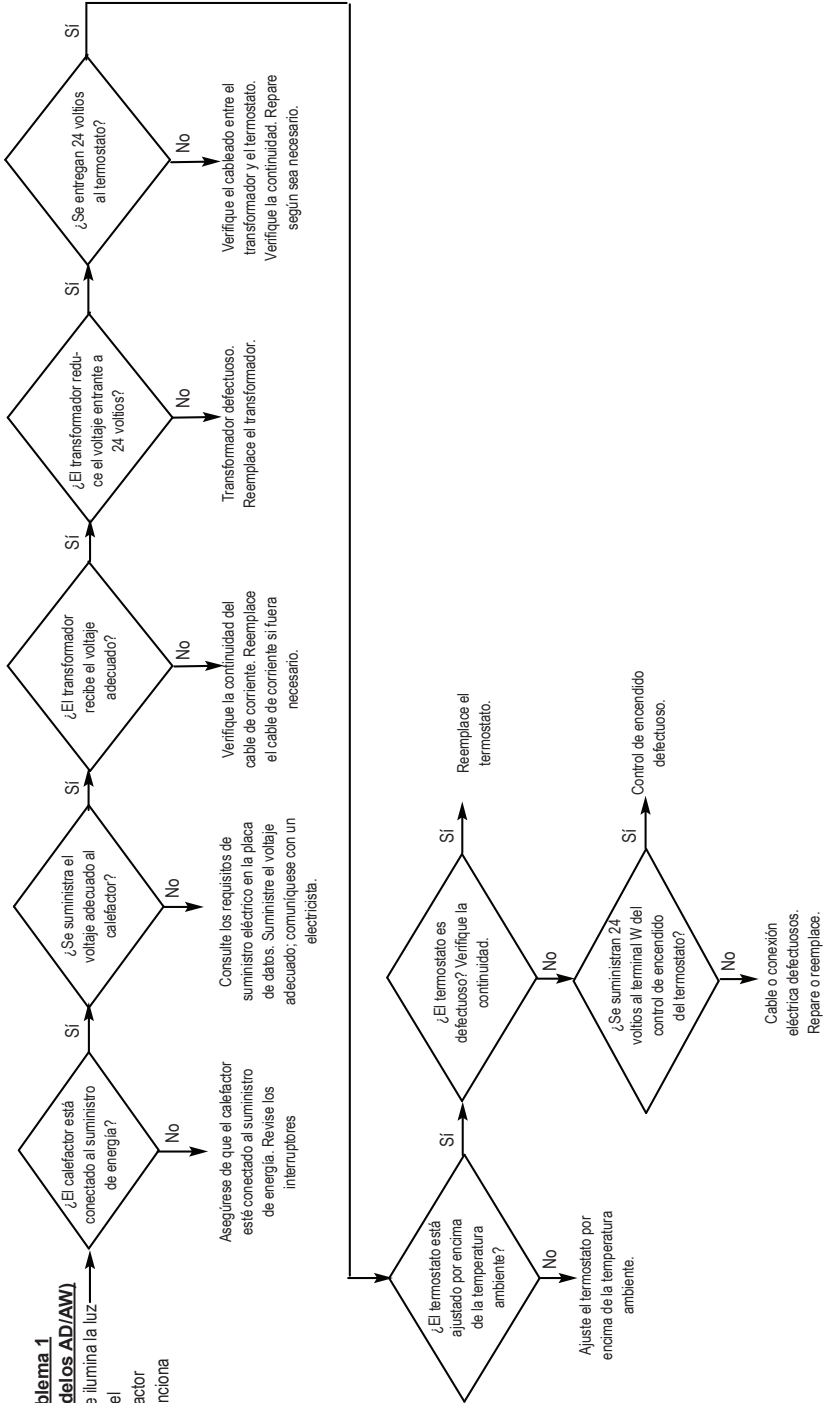 blema 1
delos AD/AW)
e ilumina la luz
el
actor
nciona
¿El calefactor está
conectado al suministro
de energía?
Sí
No
Asegúrese de que el calefactor
esté conectado al suministro
de energía. Revise los
interruptores
¿Se suministra el
voltaje adecuado al
calefactor?
Sí
No
Consulte los requisitos de
suministro eléctrico en la placa
de datos. Suministre el voltaje
adecuado; comuníquese con un
electricista.
¿El transformador
recibe el voltaje
adecuado?
Sí
No
Verifique la continuidad del
cable de corriente. Reemplace
el cable de corriente si fuera
necesario.
¿El transformador redu-
ce el voltaje entrante a
24 voltios?
Sí
No
Transformador defectuoso.
Reemplace el transformador.
¿Se entregan 24 voltios
al termostato?
Sí
No
Verifique el cableado entre el
transformador y el termostato.
Verifique la continuidad. Repare
según sea necesario.
¿El termostato está
ajustado por encima
de la temperatura
ambiente?
Sí
No
Ajuste el termostato por
encima de la temperatura
ambiente.
¿El termostato es
defectuoso? Verifique la
continuidad.
Sí
Reemplace el
termostato.
No
¿Se suministran 24
voltios al terminal W del
control de encendido
del termostato?
Sí
Control de encendido
defectuoso.
No
Cable o conexión
eléctrica defectuosos.
Repare o reemplace.